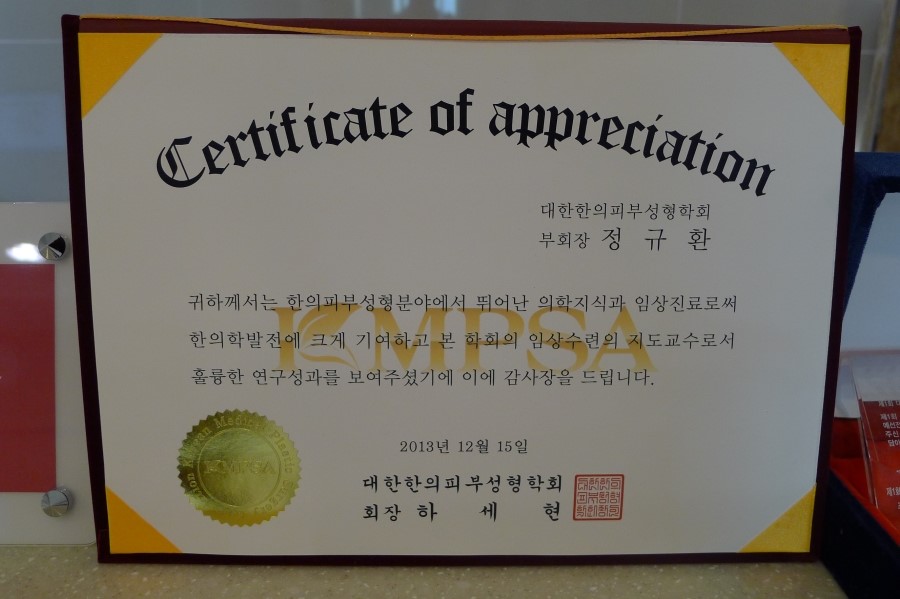 Certificate of appreciation
대한한의피부성형학회
부회장 정 규 환
귀하께서는 한의피부성형분야에서 뛰어난 의학지식과 임상진료로써
한의학발전에 크게 기여하고 본 학회의 임상수련의 지도교수로서
훌륭한 연구성과를 보여주셨기에 이에 감사장을 드립니다.
KMPSA
2013년 12월 15일
대한한의피부성형학회
회장 하 세 현
KMPSA
제1회